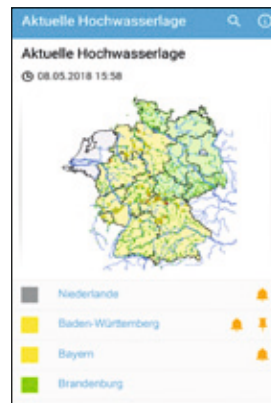 Aktuelle Hochwasserlage
Aktuelle Hochwasserlage
08.05.2018 15:58
Niederlande
Baden-Württemberg
Bayern
Brandenburg